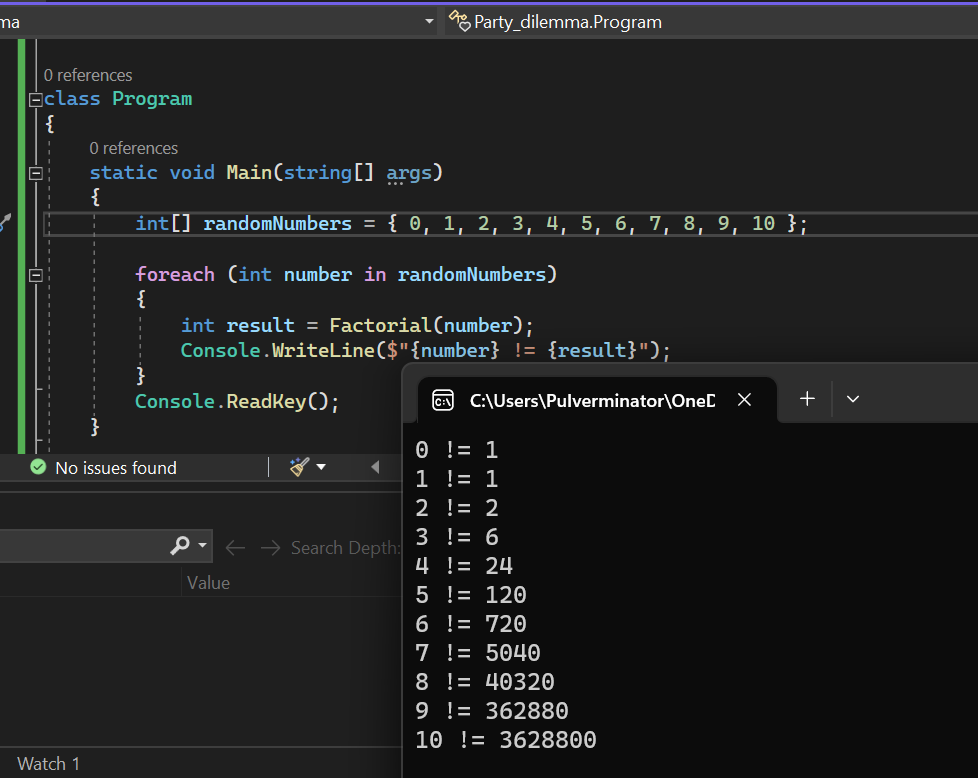 ma Party_dilemma.Program
0 references
class Program
{
0 references
static void Main(string[] args)
{
int[] randomNumbers = { 0, 1, 2, 3, 4, 5, 6, 7, 8, 9, 10 };
foreach (int number in randomNumbers)
{
int result = Factorial(number);
Console.WriteLine($"{number} != {result}");
}
Console.ReadKey();
}
No issues found
Search Depth:
Value
Watch 1
C:\Users\Pulverminator\OneD
0 != 1
1 != 1
2 != 2
3 != 6
4 != 24
5 != 120
6 != 720
7 != 5040
8 != 40320
9 != 362880
10 != 3628800